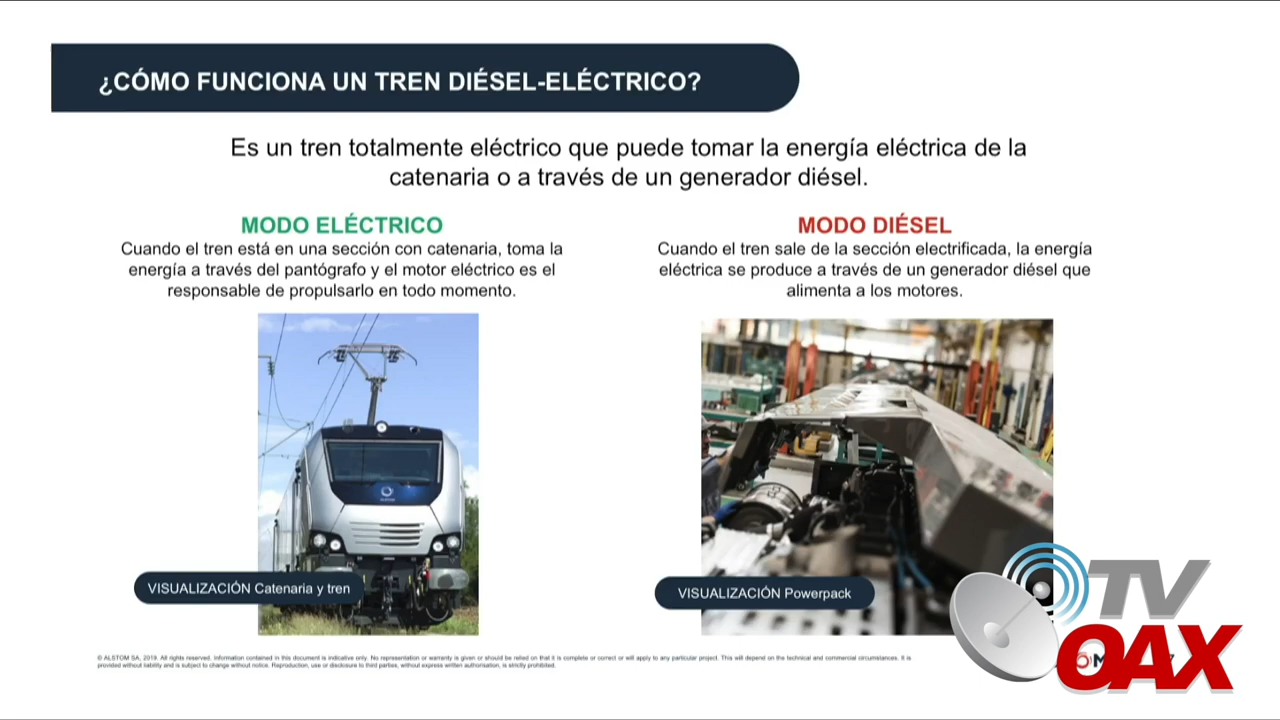 ¿CÓMO FUNCIONA UN TREN DIÉSEL-ELÉCTRICO?
Es un tren totalmente eléctrico que puede tomar la energía eléctrica de la
catenaria o a través de un generador diésel.
MODO ELÉCTRICO
Cuando el tren está en una sección con catenaria, toma la
energía a través del pantógrafo y el motor eléctrico es el
responsable de propulsarlo en todo momento.
VISUALIZACIÓN Catenaria y tren
MODO DIÉSEL
Cuando el tren sale de la sección electrificada, la energía
eléctrica se produce a través de un generador diésel que
alimenta a los motores.
VISUALIZACIÓN Powerpack
© ALSTOM SA, 2019. All rights reserved. Information contained in this document is indicative only. No representation or warranty is given or should be relied on that it is complete or correct or will apply to any particular project. This will depend on the technical and commercial circumstances. It is
provided without liability and is subject to change without notice. Reproduction, use or disclosure to third parties, without express written authorisation, is strictly prohibited.
TV
OAX